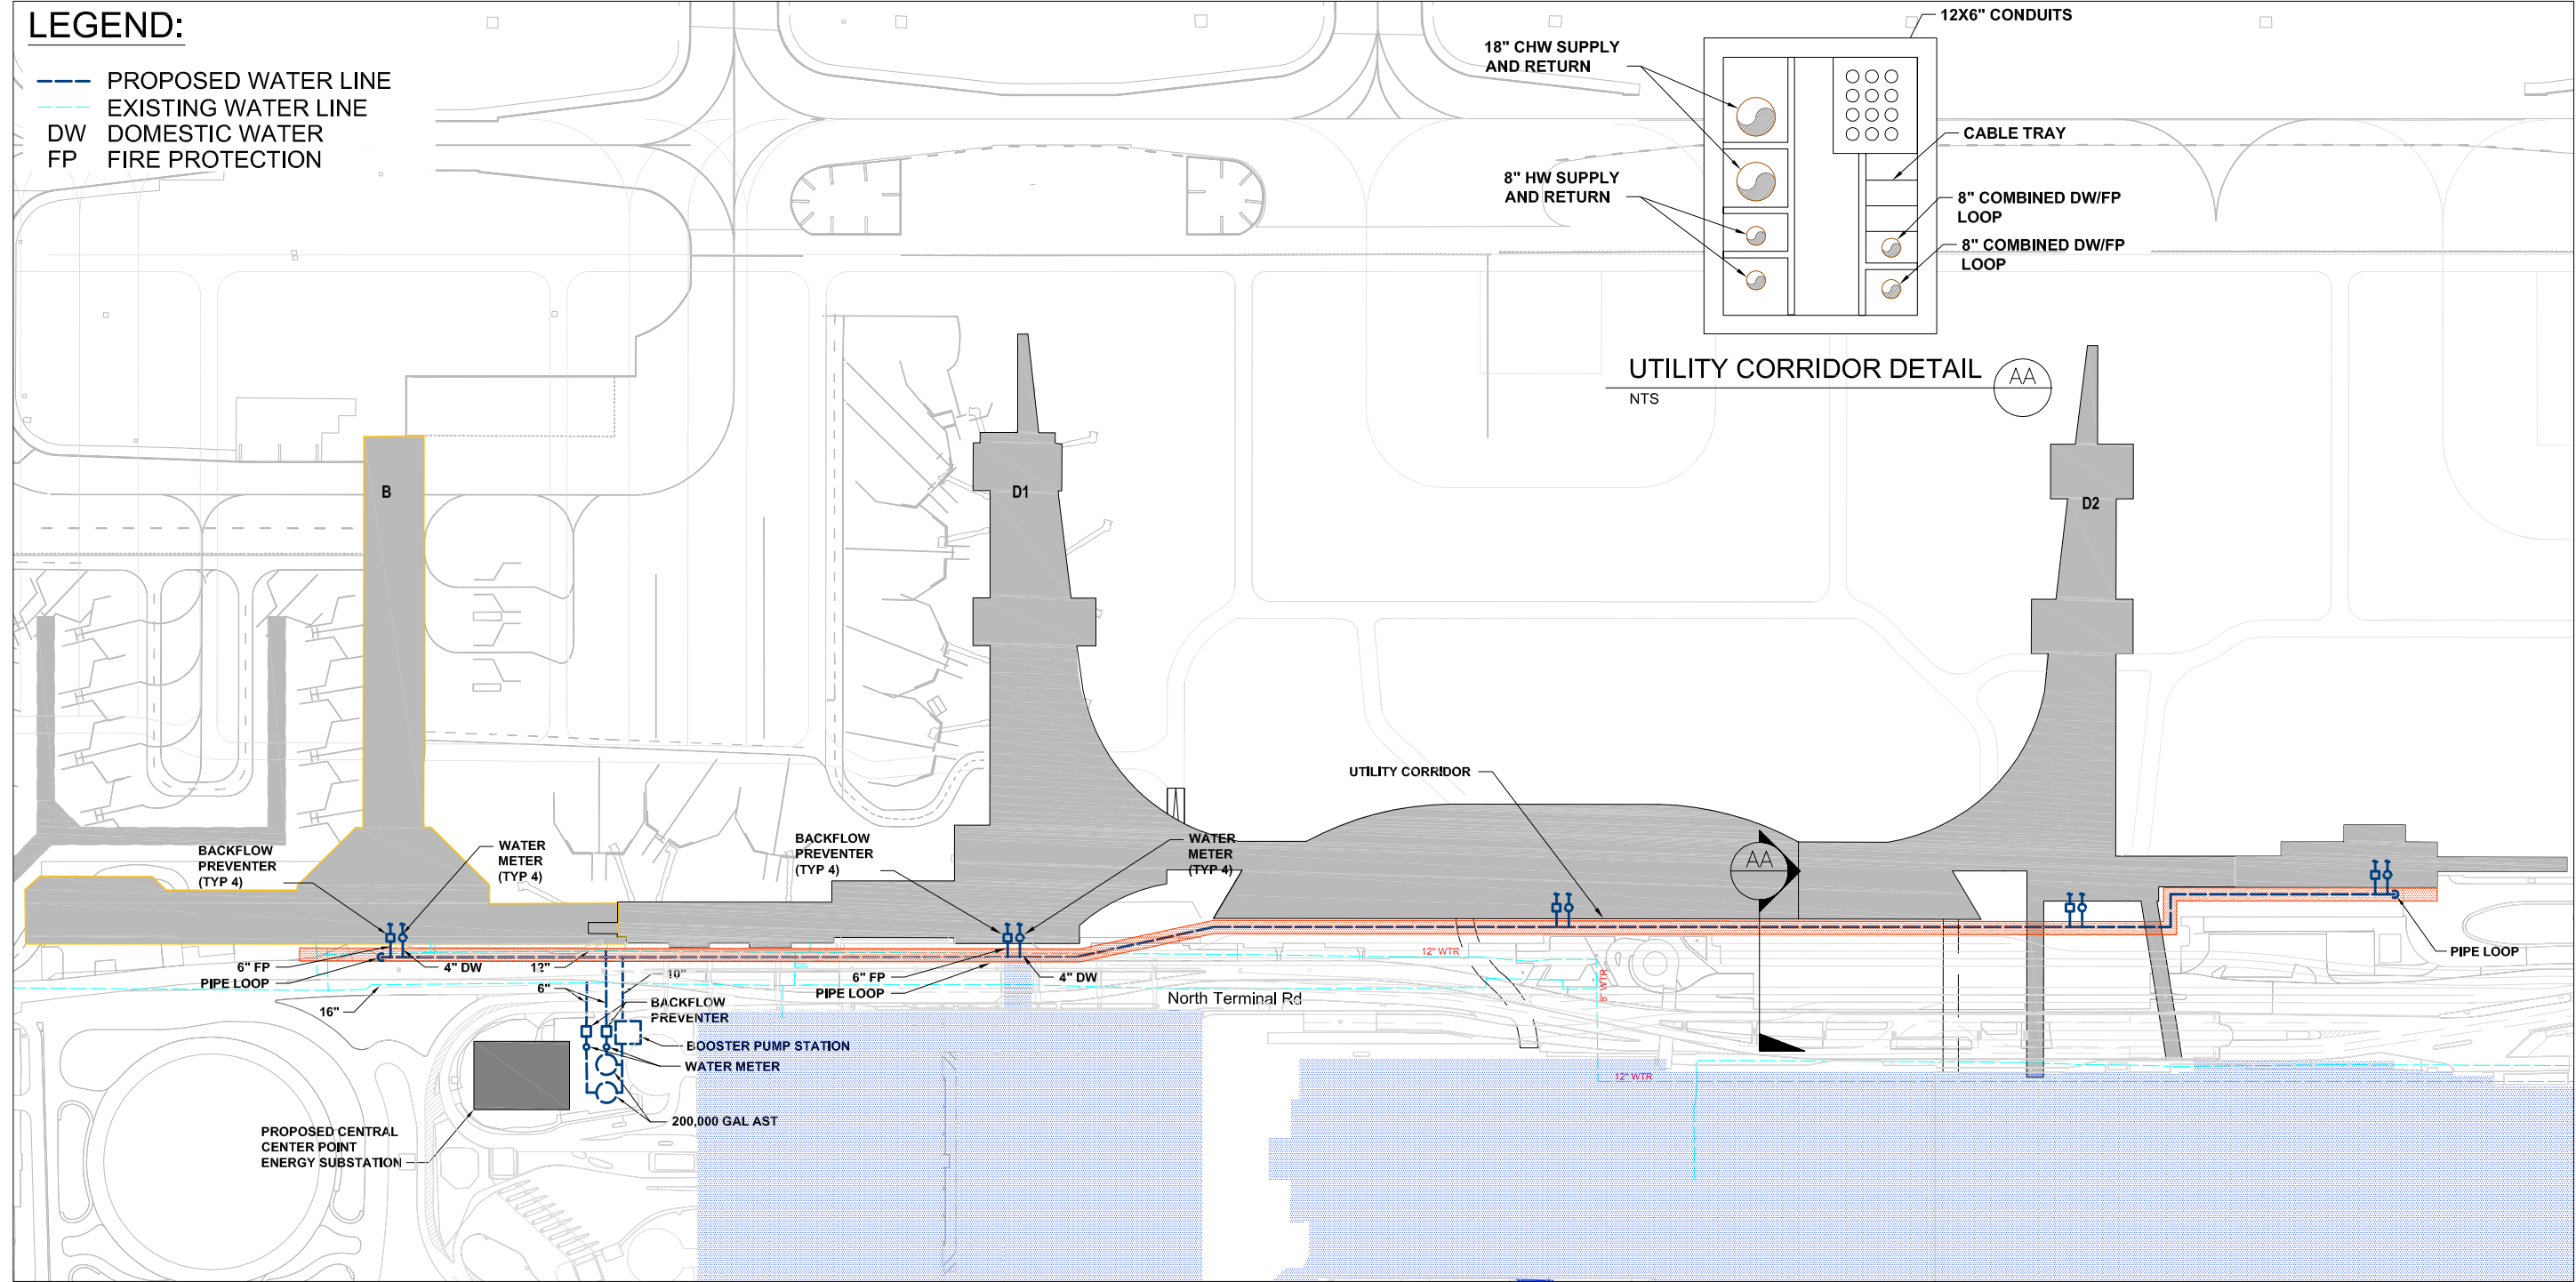 LEGEND:
PROPOSED WATER LINE
EXISTING WATER LINE
DW DOMESTIC WATER
FP FIRE PROTECTION
12X6" CONDUITS
18" CHW SUPPLY
AND RETURN
CABLE TRAY
8" HW SUPPLY
AND RETURN
8" COMBINED DW/FP
LOOP
8" COMBINED DW/FP
LOOP
UTILITY CORRIDOR DETAIL
AA
NTS
B
D1
D2
UTILITY CORRIDOR
BACKFLOW
PREVENTER
(TYP 4)
WATER
METER
(TYP 4)
BACKFLOW
PREVENTER
(TYP 4)
WATER
METER
(TYP 4)
AA
6" FP
4" DW
12"
10"
PIPE LOOP
6"
16"
6" FP
4" DW
PIPE LOOP
12" WTR
8" WTR
PIPE LOOP
North Terminal Rd
BACKFLOW
PREVENTER
BOOSTER PUMP STATION
WATER METER
12" WTR
200,000 GAL AST
PROPOSED CENTRAL
CENTER POINT
ENERGY SUBSTATION